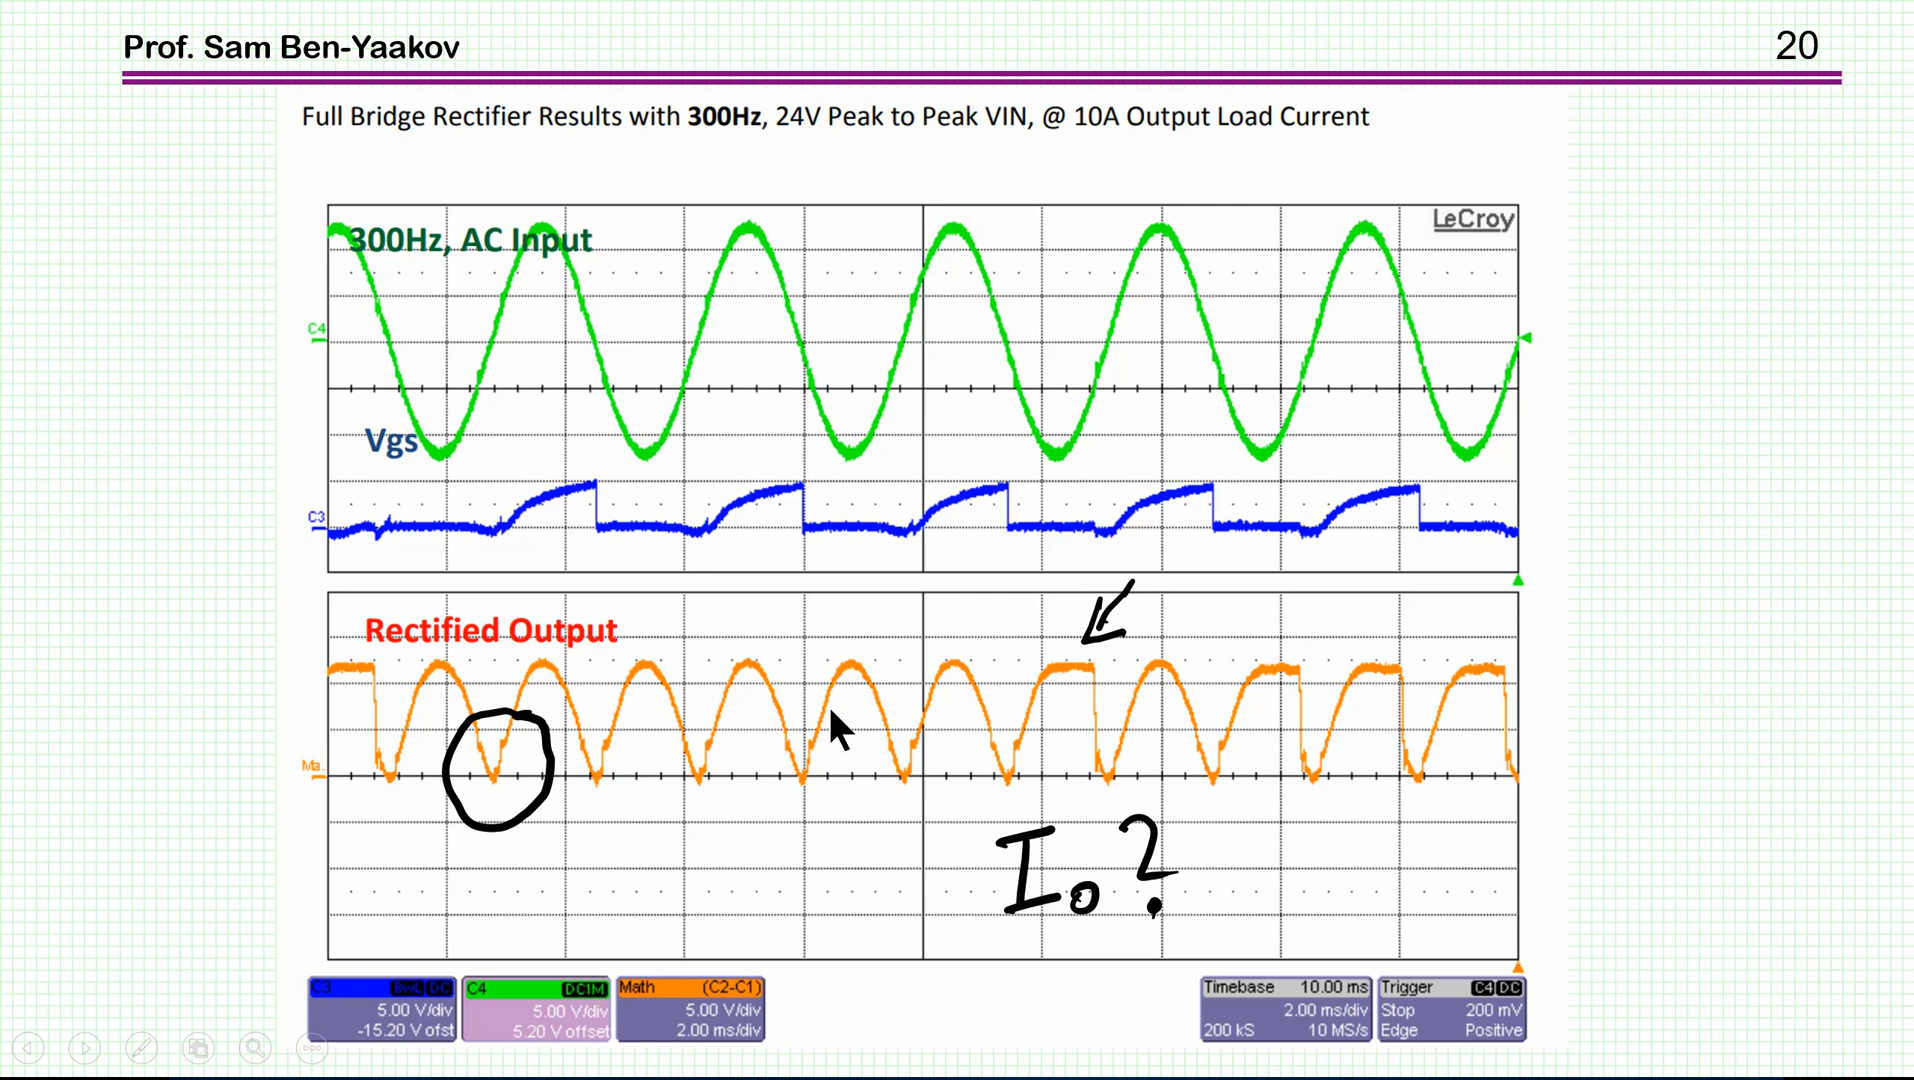 Prof. Sam Ben-Yaakov
20
Full Bridge Rectifier Results with 300Hz, 24V Peak to Peak VIN, @ 10A Output Load Current
LeCroy
300Hz, AC Input
C4
Vgs
C3
Rectified Output
Ma.
Io?
C3 BwL DC
5.00 V/div
-15.20 V ofst
C4 DC1M
5.00 V/div
5.20 V offset
Math (C2-C1)
5.00 V/div
2.00 ms/div
Timebase 10.00 ms
2.00 ms/div
200 kS 10 MS/s
Trigger C4 DC
Stop 200 mV
Edge Positive